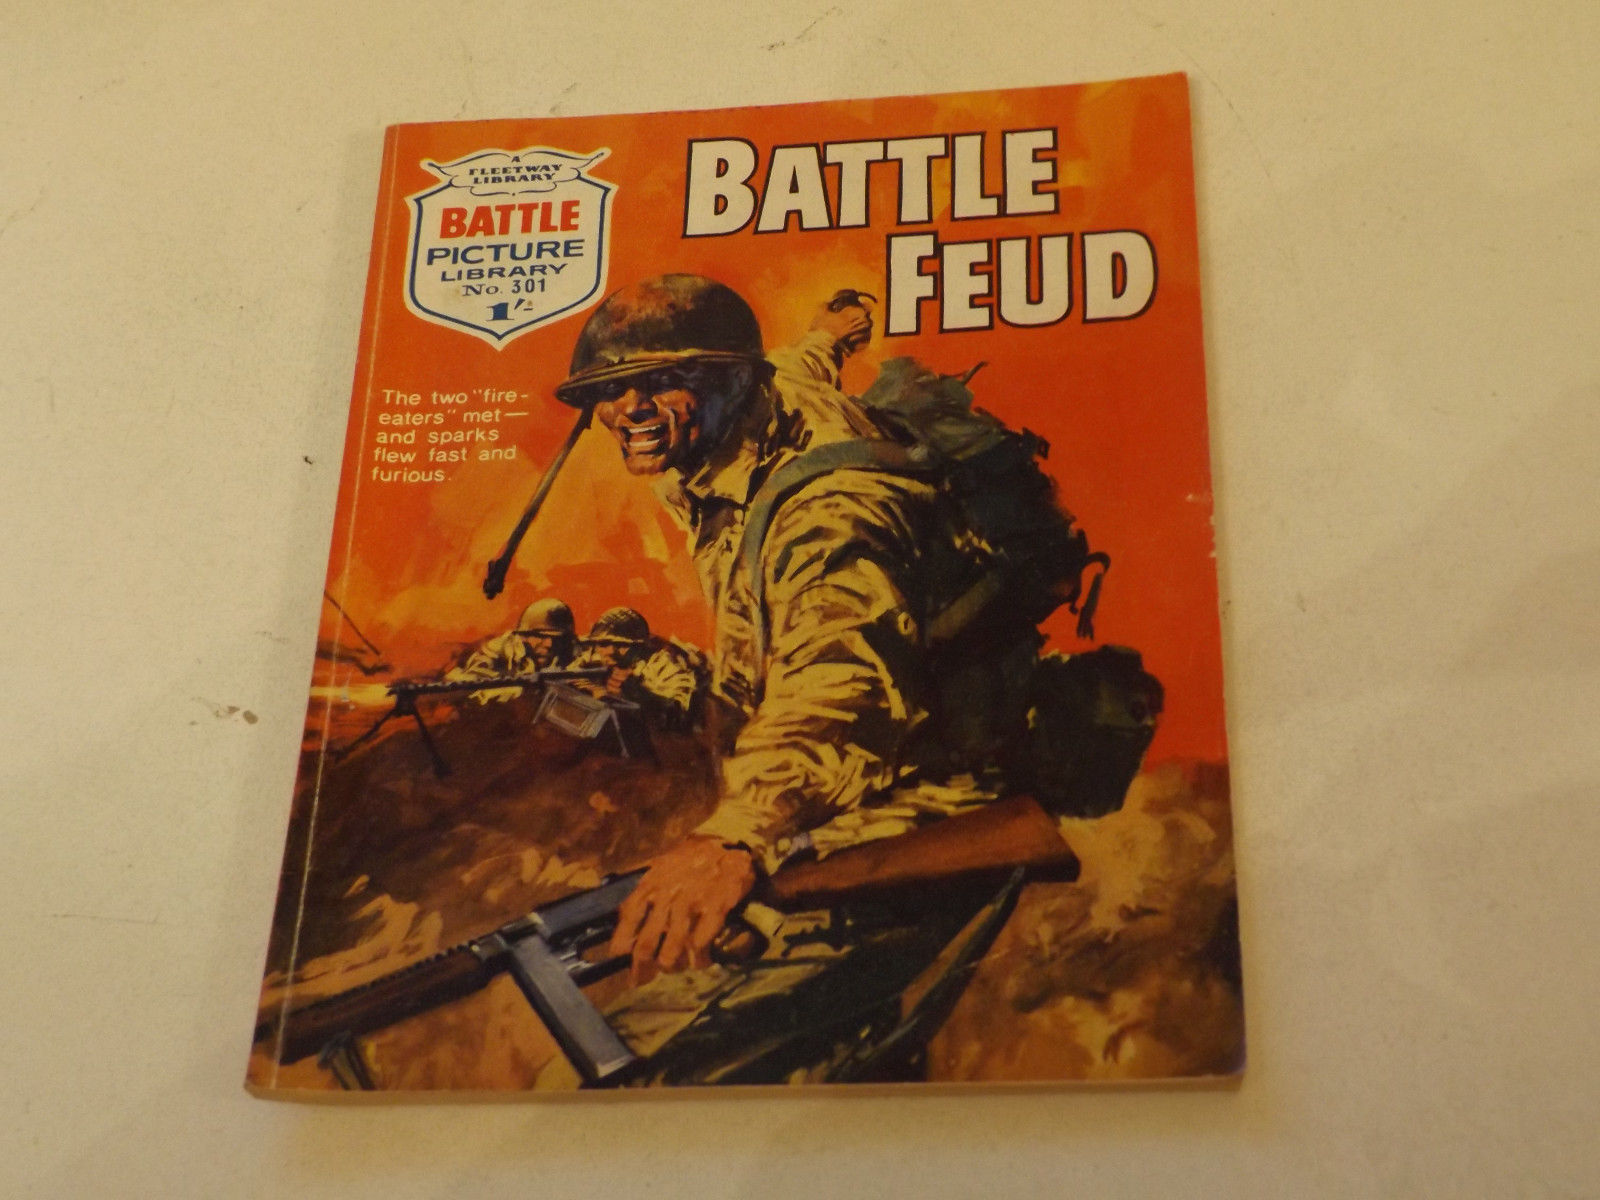 A
FLEETWAY
LIBRARY
BATTLE
PICTURE
LIBRARY
No. 301
1/-
BATTLE
FEUD
The two "fire-
eaters" met—
and sparks
flew fast and
furious.